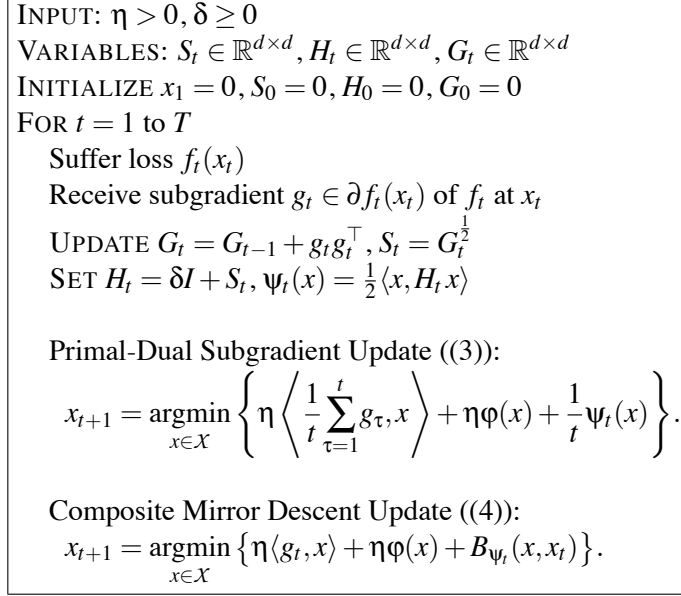 INPUT: η > 0, δ ≥ 0
VARIABLES: S_t ∈ ℝ^{d×d}, H_t ∈ ℝ^{d×d}, G_t ∈ ℝ^{d×d}
INITIALIZE x_1 = 0, S_0 = 0, H_0 = 0, G_0 = 0
FOR t = 1 to T
Suffer loss f_t(x_t)
Receive subgradient g_t ∈ ∂f_t(x_t) of f_t at x_t
UPDATE G_t = G_{t−1} + g_t g_t^⊤, S_t = G_t^{1/2}
SET H_t = δI + S_t, ψ_t(x) = 1/2 ⟨x, H_t x⟩
Primal-Dual Subgradient Update ((3)):
x_{t+1} = argmin_{x∈X} { η ⟨ 1/t ∑_{τ=1}^{t} g_τ, x ⟩ + ηφ(x) + 1/t ψ_t(x) }.
Composite Mirror Descent Update ((4)):
x_{t+1} = argmin_{x∈X} { η⟨g_t, x⟩ + ηφ(x) + B_{ψ_t}(x, x_t) }.